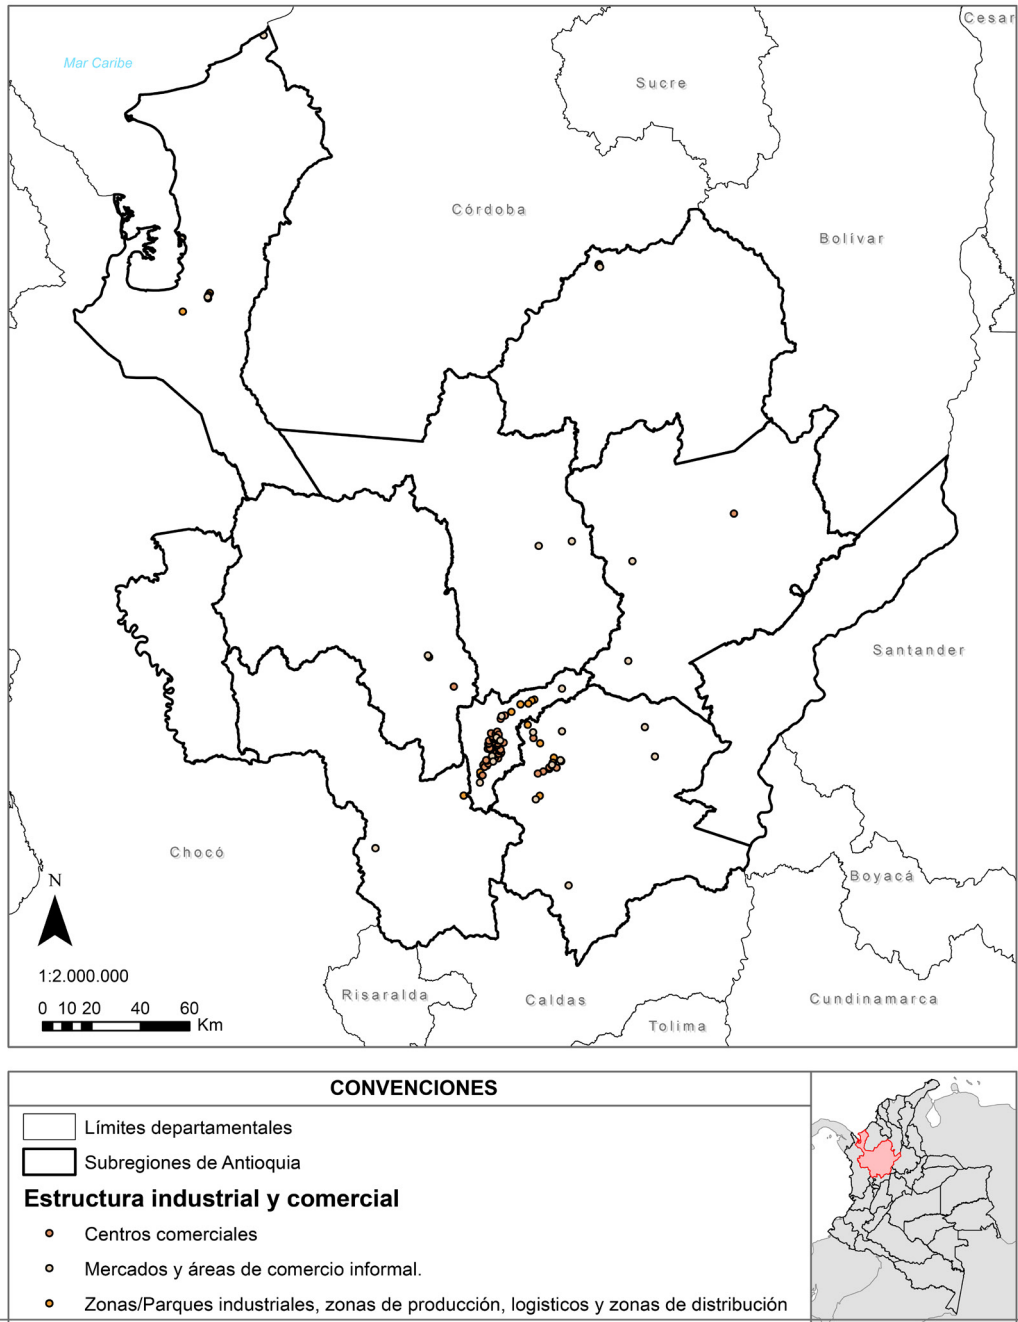 Cesar
Mar Caribe
Sucre
Córdoba
Bolívar
Santander
Chocó
Boyacá
N
1:2.000.000
Risaralda
Caldas
Cundinamarca
0 10 20 40 60
Km
Tolima
CONVENCIONES
Límites departamentales
Subregiones de Antioquia
Estructura industrial y comercial
Centros comerciales
Mercados y áreas de comercio informal.
Zonas/Parques industriales, zonas de producción, logisticos y zonas de distribución